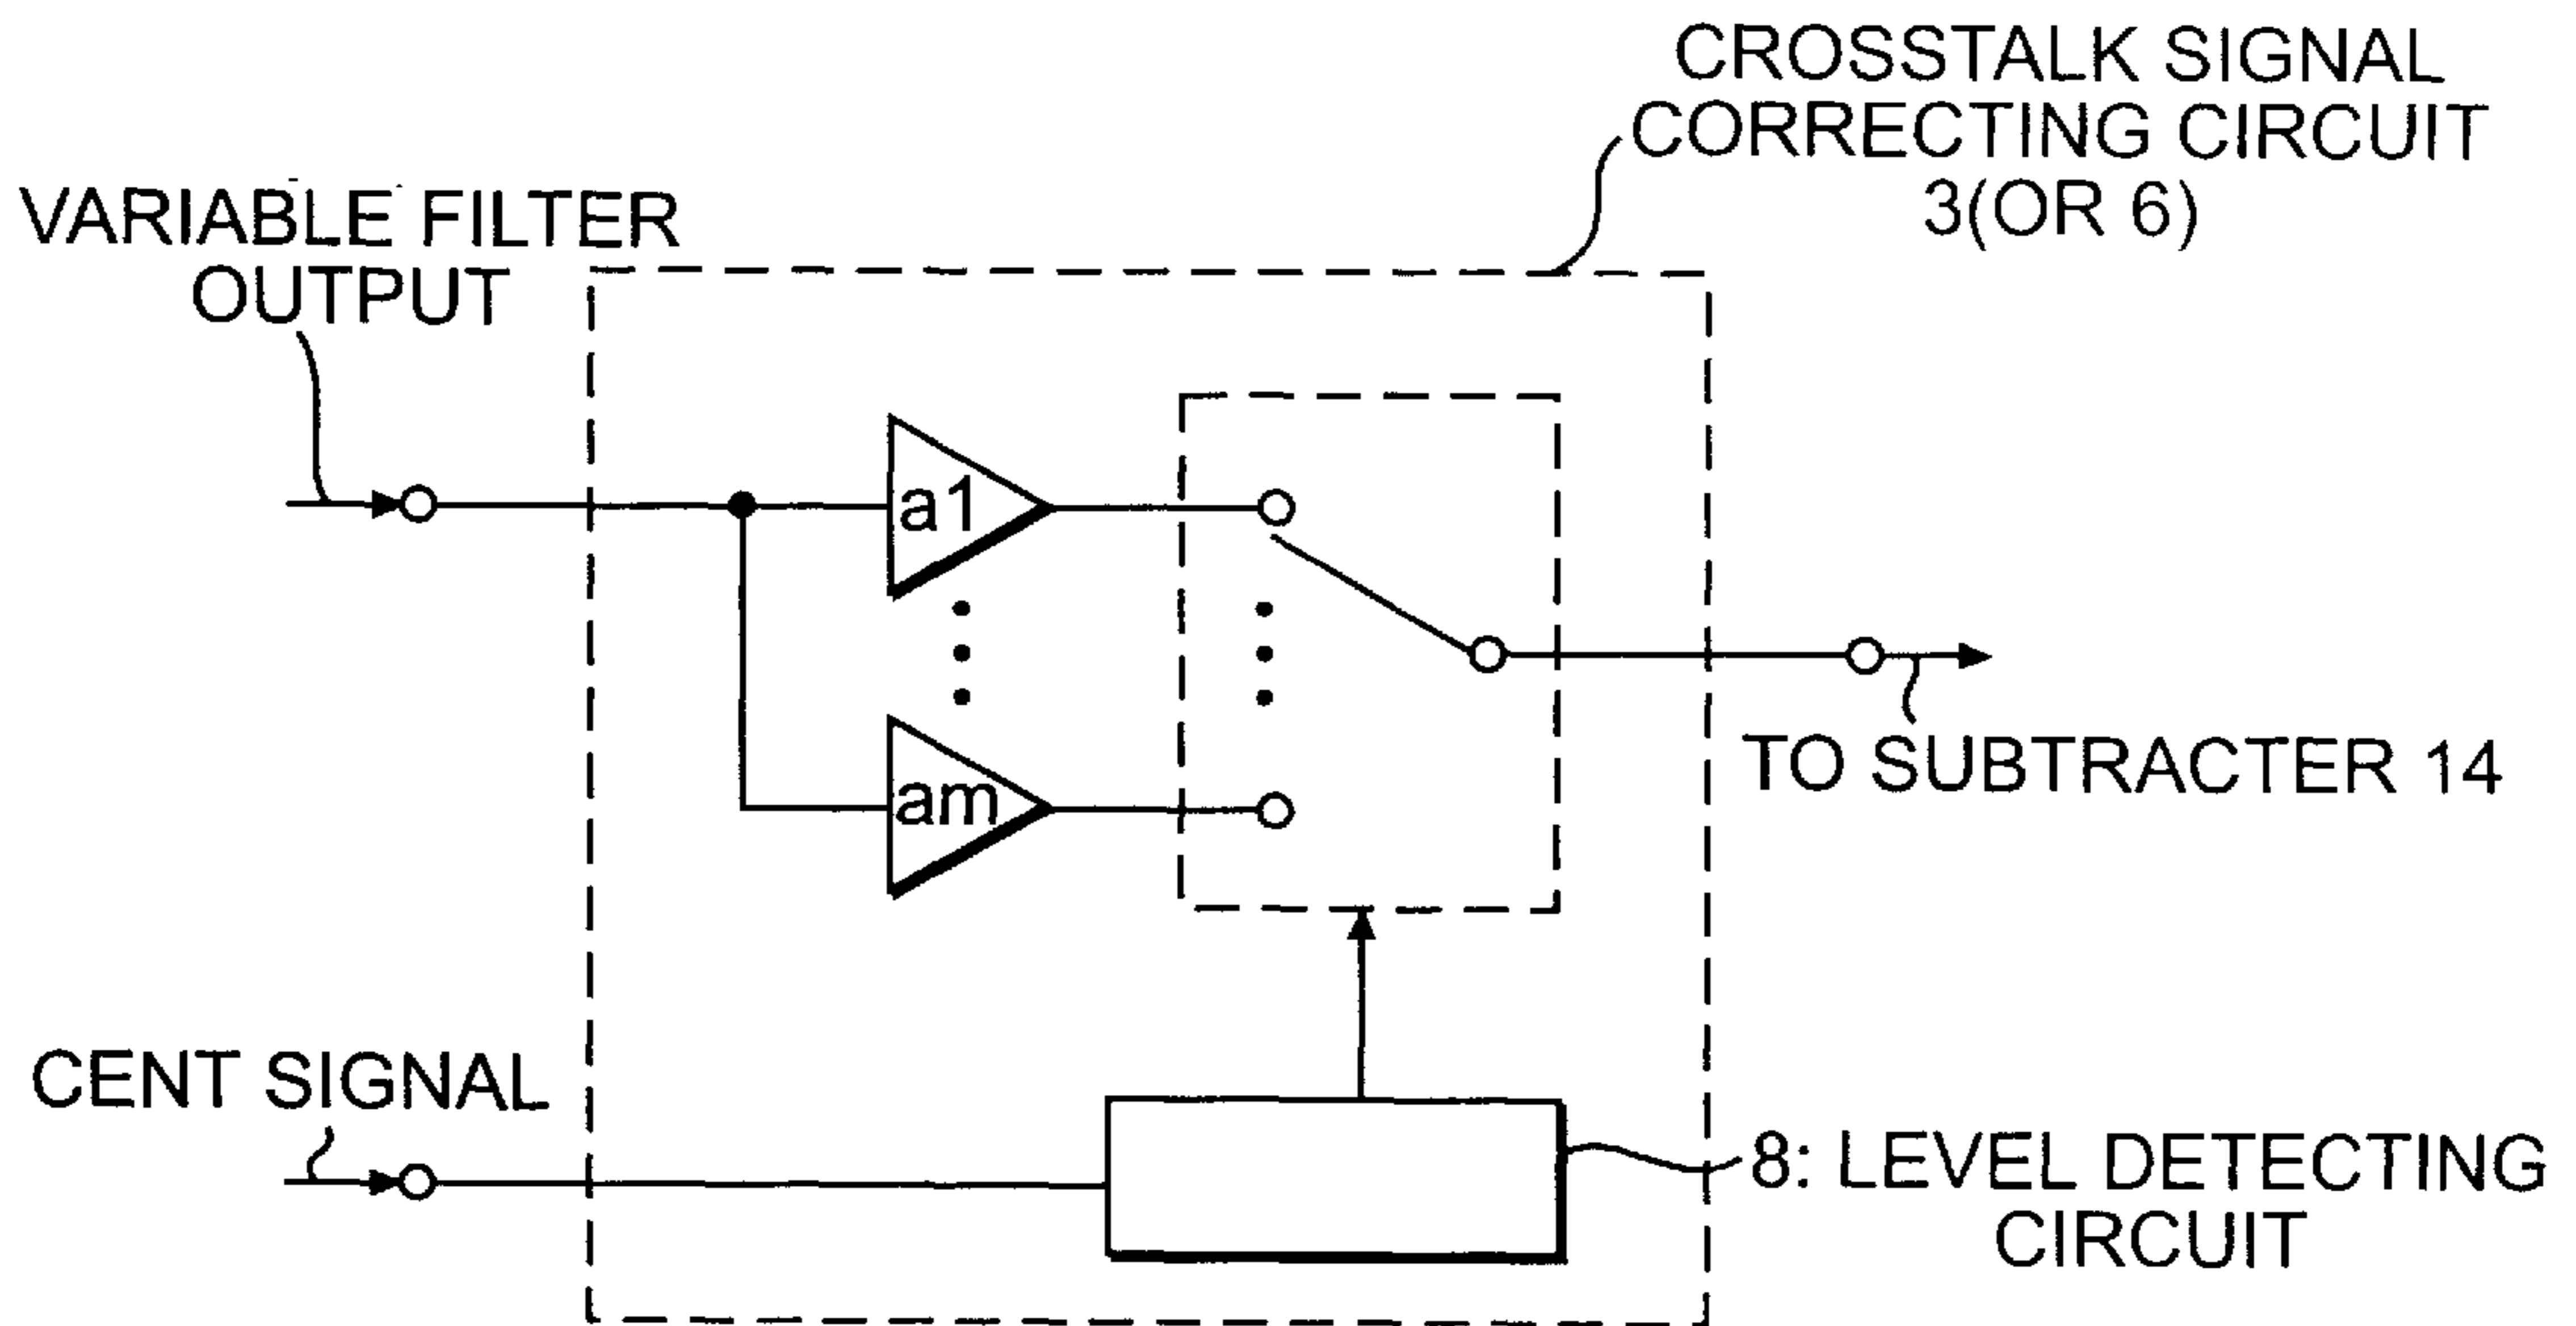 CROSSTALK SIGNAL
CORRECTING CIRCUIT
3(OR 6)
VARIABLE FILTER
OUTPUT
a1
am
TO SUBTRACTER 14
CENT SIGNAL
8: LEVEL DETECTING
CIRCUIT